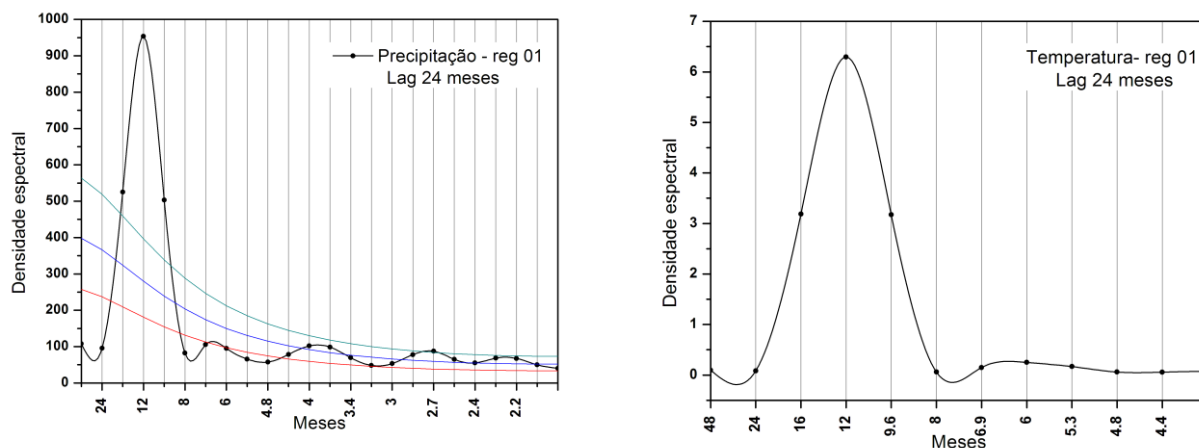 1000
900
800
700
600
500
400
300
200
100
0
Densidade espectral
Precipitação - reg 01
Lag 24 meses
24 12 8 6 4.8 4 3.4 3 2.7 2.4 2.2
Meses
7
6
5
4
3
2
1
0
Densidade espectral
Temperatura- reg 01
Lag 24 meses
48 24 16 12 9.6 8 6.9 6 5.3 4.8 4.4
Meses